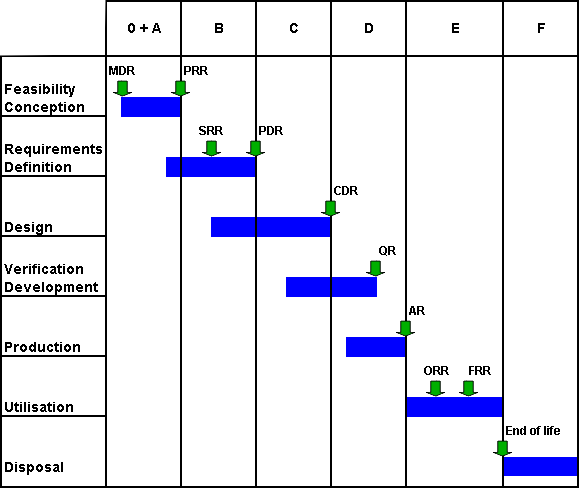 0 + A B C D E F
MDR PRR
Feasibility
Conception
SRR PDR
Requirements
Definition
CDR
Design
QR
Verification
Development
AR
Production
ORR FRR
Utilisation
End of life
Disposal